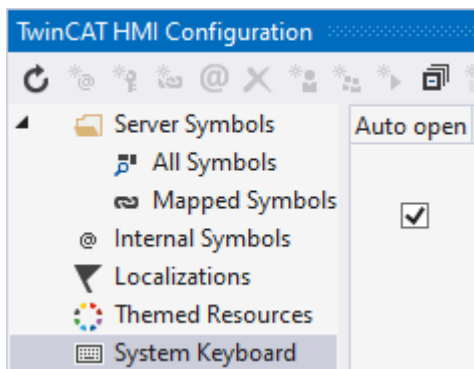 TwinCAT HMI Configuration
Server Symbols
Auto open
All Symbols
Mapped Symbols
Internal Symbols
Localizations
Themed Resources
System Keyboard